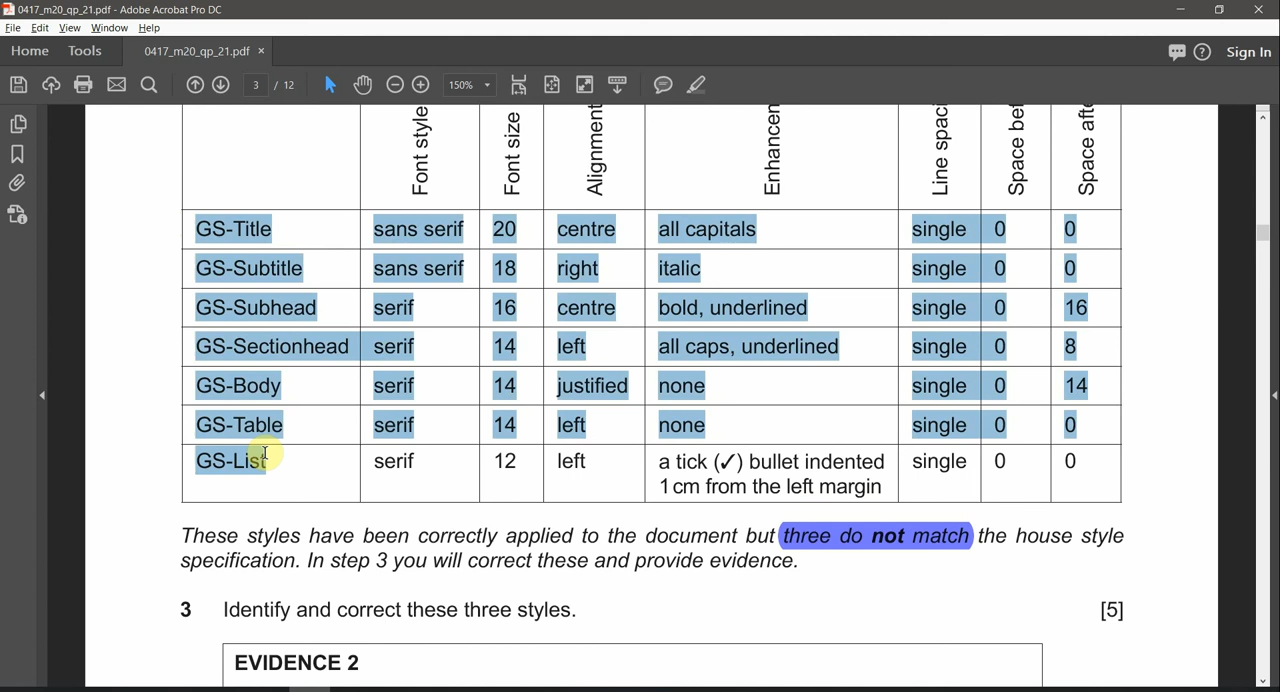 0417_m20_qp_21.pdf - Adobe Acrobat Pro DC
File Edit View Window Help
Home Tools 0417_m20_qp_21.pdf × Sign In
3 / 12 150%
Font style Font size Alignment Enhancen Line spaci Space bef Space afte
GS-Title sans serif 20 centre all capitals single 0 0
GS-Subtitle sans serif 18 right italic single 0 0
GS-Subhead serif 16 centre bold, underlined single 0 16
GS-Sectionhead serif 14 left all caps, underlined single 0 8
GS-Body serif 14 justified none single 0 14
GS-Table serif 14 left none single 0 0
GS-List serif 12 left a tick (✓) bullet indented single 0 0
1 cm from the left margin
These styles have been correctly applied to the document but three do not match the house style
specification. In step 3 you will correct these and provide evidence.
3 Identify and correct these three styles. [5]
EVIDENCE 2